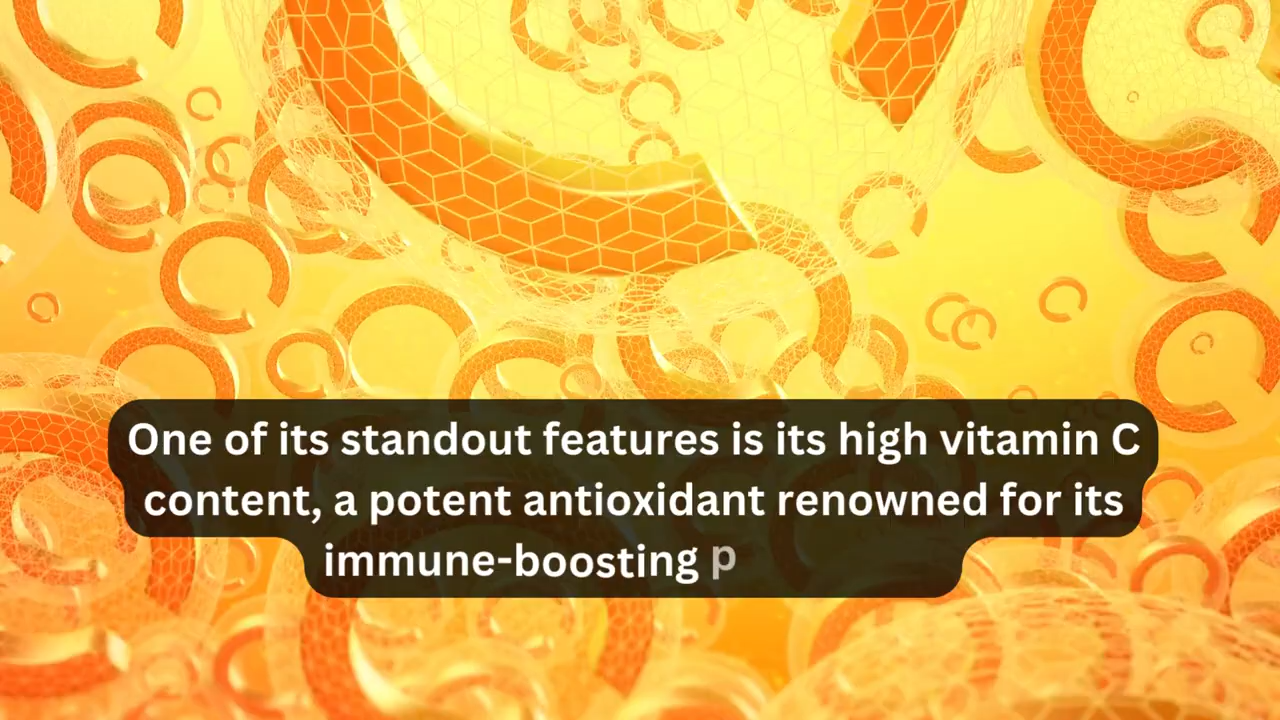 One of its standout features is its high vitamin C
content, a potent antioxidant renowned for its
immune-boosting p